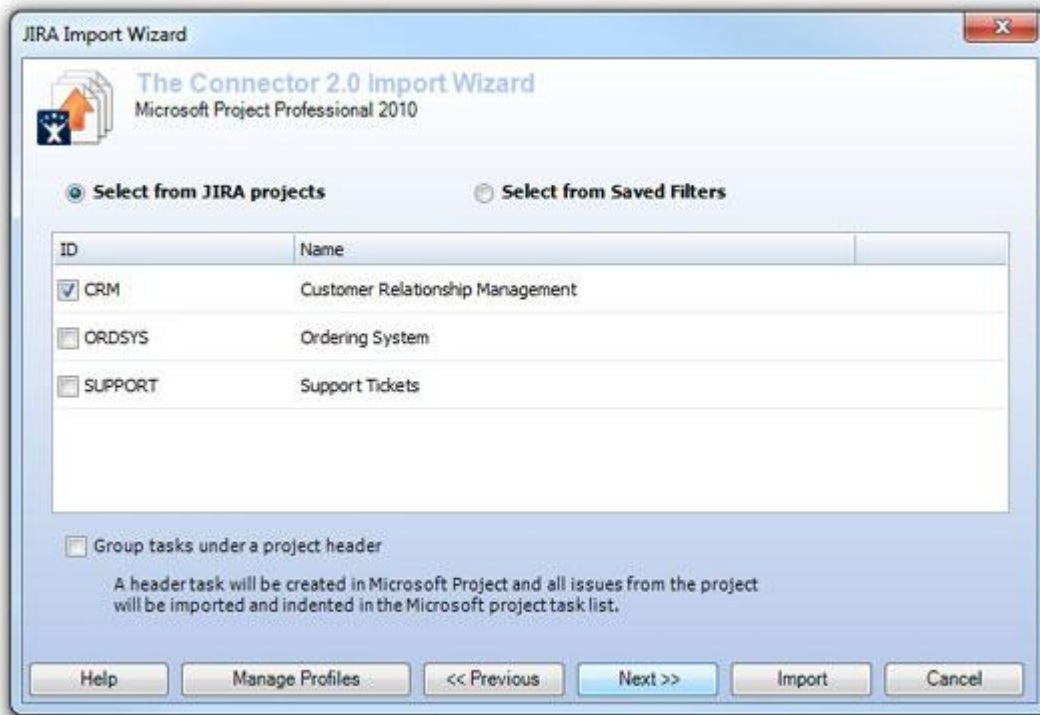 JIRA Import Wizard
The Connector 2.0 Import Wizard
Microsoft Project Professional 2010
Select from JIRA projects Select from Saved Filters
ID Name
CRM Customer Relationship Management
ORDSYS Ordering System
SUPPORT Support Tickets
Group tasks under a project header
A header task will be created in Microsoft Project and all issues from the project
will be imported and indented in the Microsoft project task list.
Help Manage Profiles << Previous Next >> Import Cancel